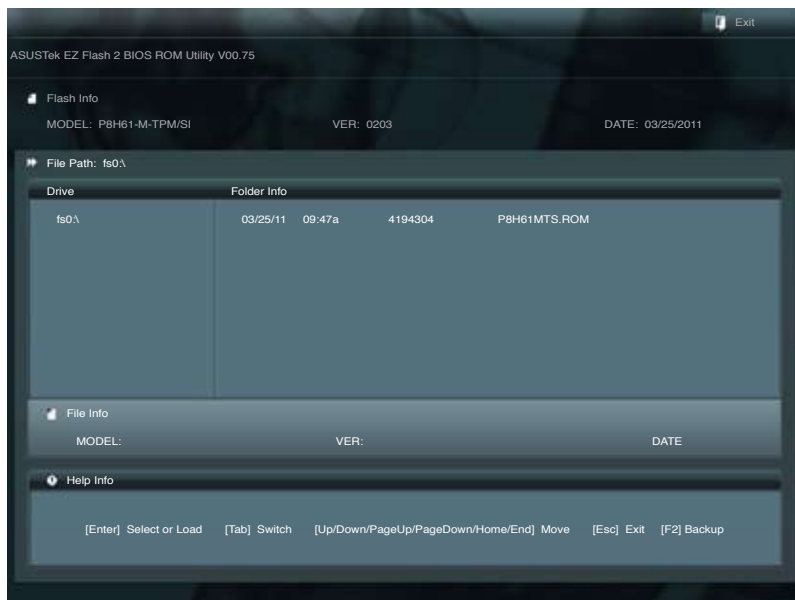 Exit
ASUSTek EZ Flash 2 BIOS ROM Utility V00.75
Flash Info
MODEL: P8H61-M-TPM/SI VER: 0203 DATE: 03/25/2011
File Path: fs0:\
Drive Folder Info
fs0:\ 03/25/11 09:47a 4194304 P8H61MTS.ROM
File Info
MODEL: VER: DATE
Help Info
[Enter] Select or Load [Tab] Switch [Up/Down/PageUp/PageDown/Home/End] Move [Esc] Exit [F2] Backup